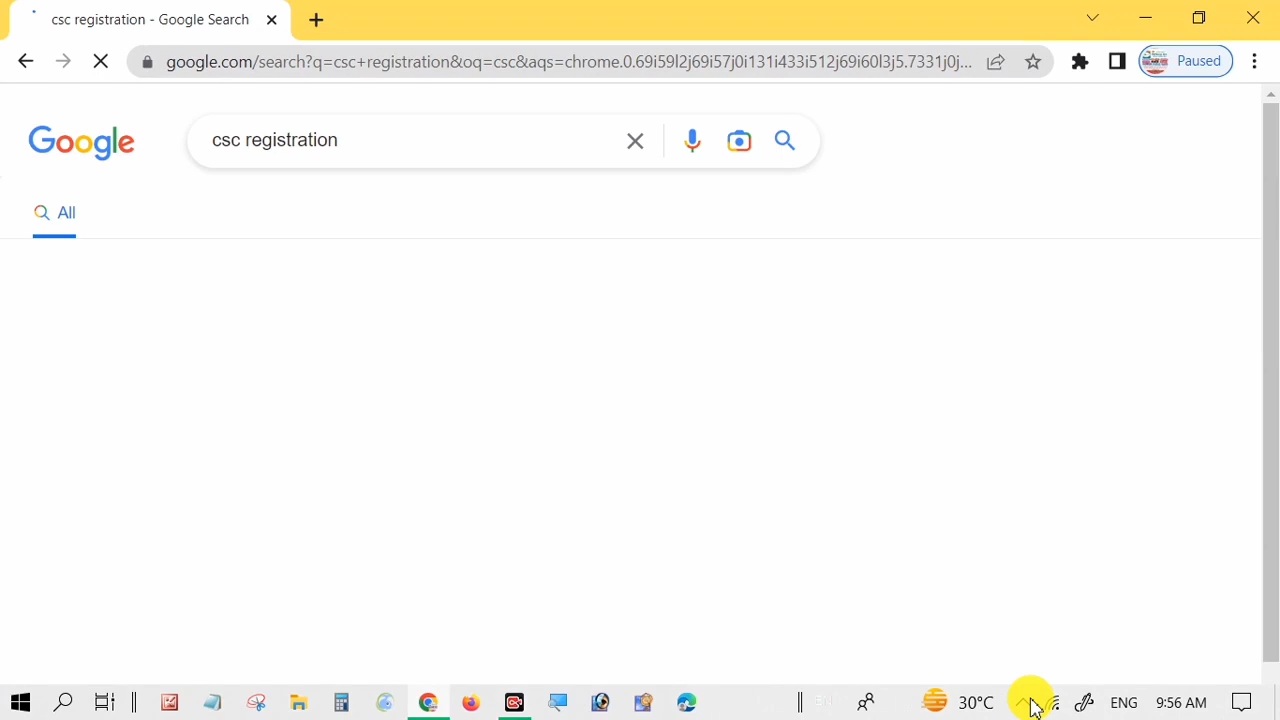 csc registration - Google Search
google.com/search?q=csc+registration&oq=csc&aqs=chrome.0.69i59l2j69i57j0i131i433i512j69i60l3j5.7331j0j...
Paused
Google
csc registration
All
30°C
ENG
9:56 AM